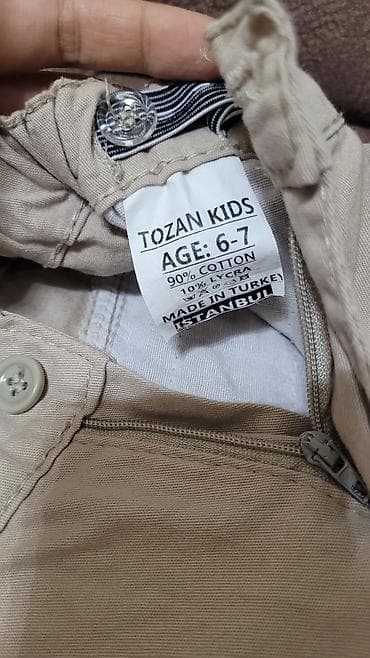 TOZAN KIDS
AGE: 6-7
90% COTTON
10% LYCRA
MADE IN TURKEY
ISTANBUL